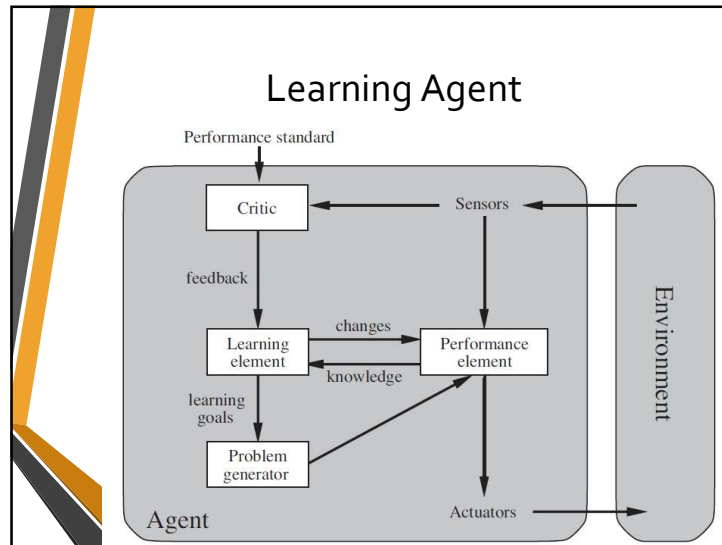 Learning Agent
Performance standard
Critic
Sensors
feedback
changes
Learning
element
Performance
element
knowledge
learning
goals
Problem
generator
Agent
Actuators
Environment